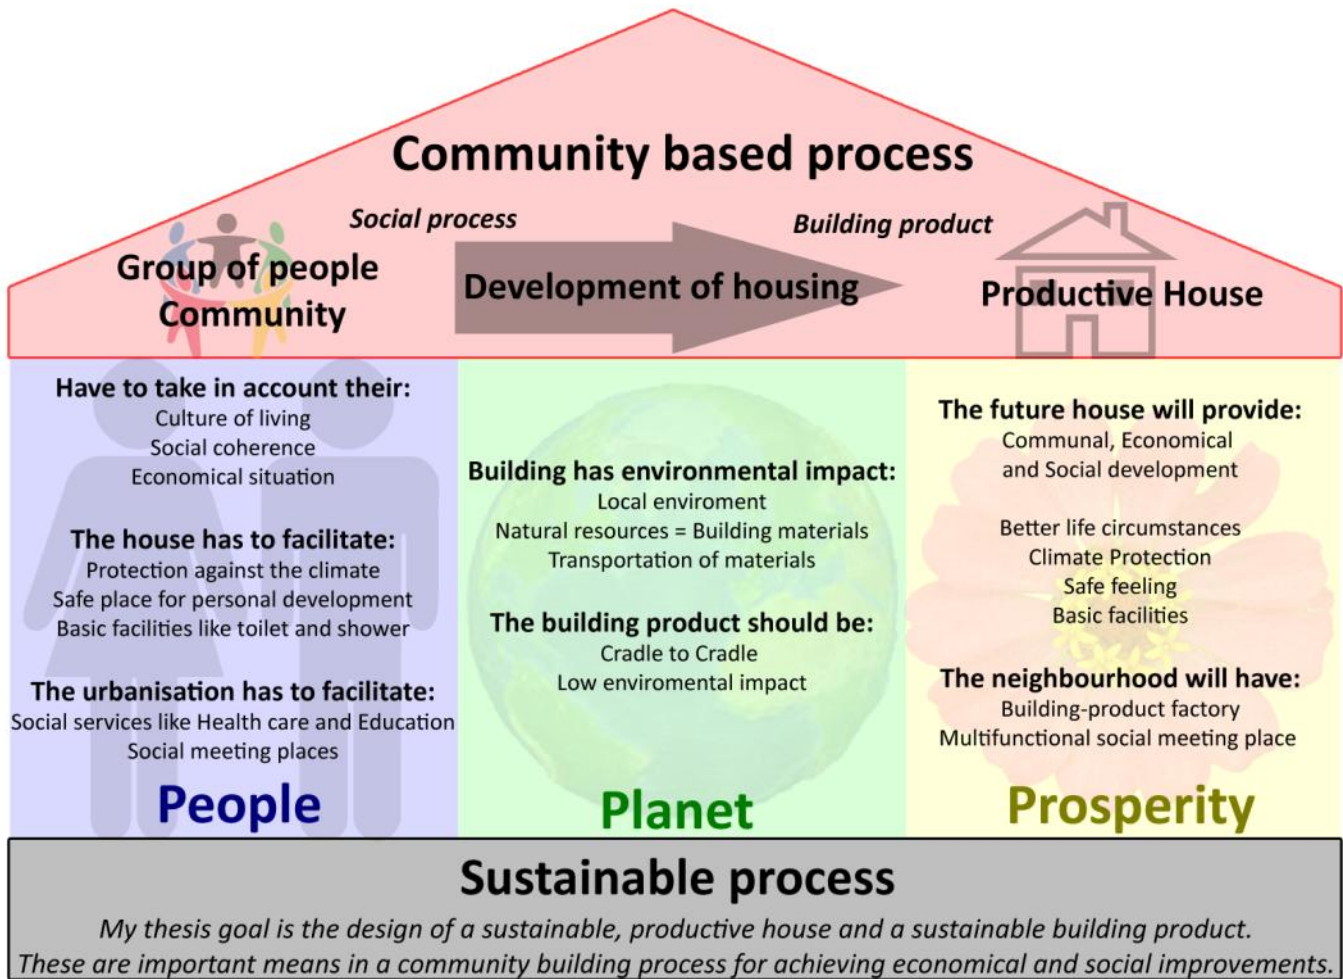 Community based process
Social process
Building product
Group of people
Community
Development of housing
Productive House
Have to take in account their:
Culture of living
Social coherence
Economical situation
The house has to facilitate:
Protection against the climate
Safe place for personal development
Basic facilities like toilet and shower
The urbanisation has to facilitate:
Social services like Health care and Education
Social meeting places
People
Building has environmental impact:
Local enviroment
Natural resources = Building materials
Transportation of materials
The building product should be:
Cradle to Cradle
Low enviromental impact
Planet
The future house will provide:
Communal, Economical
and Social development
Better life circumstances
Climate Protection
Safe feeling
Basic facilities
The neighbourhood will have:
Building-product factory
Multifunctional social meeting place
Prosperity
Sustainable process
My thesis goal is the design of a sustainable, productive house and a sustainable building product.
These are important means in a community building process for achieving economical and social improvements